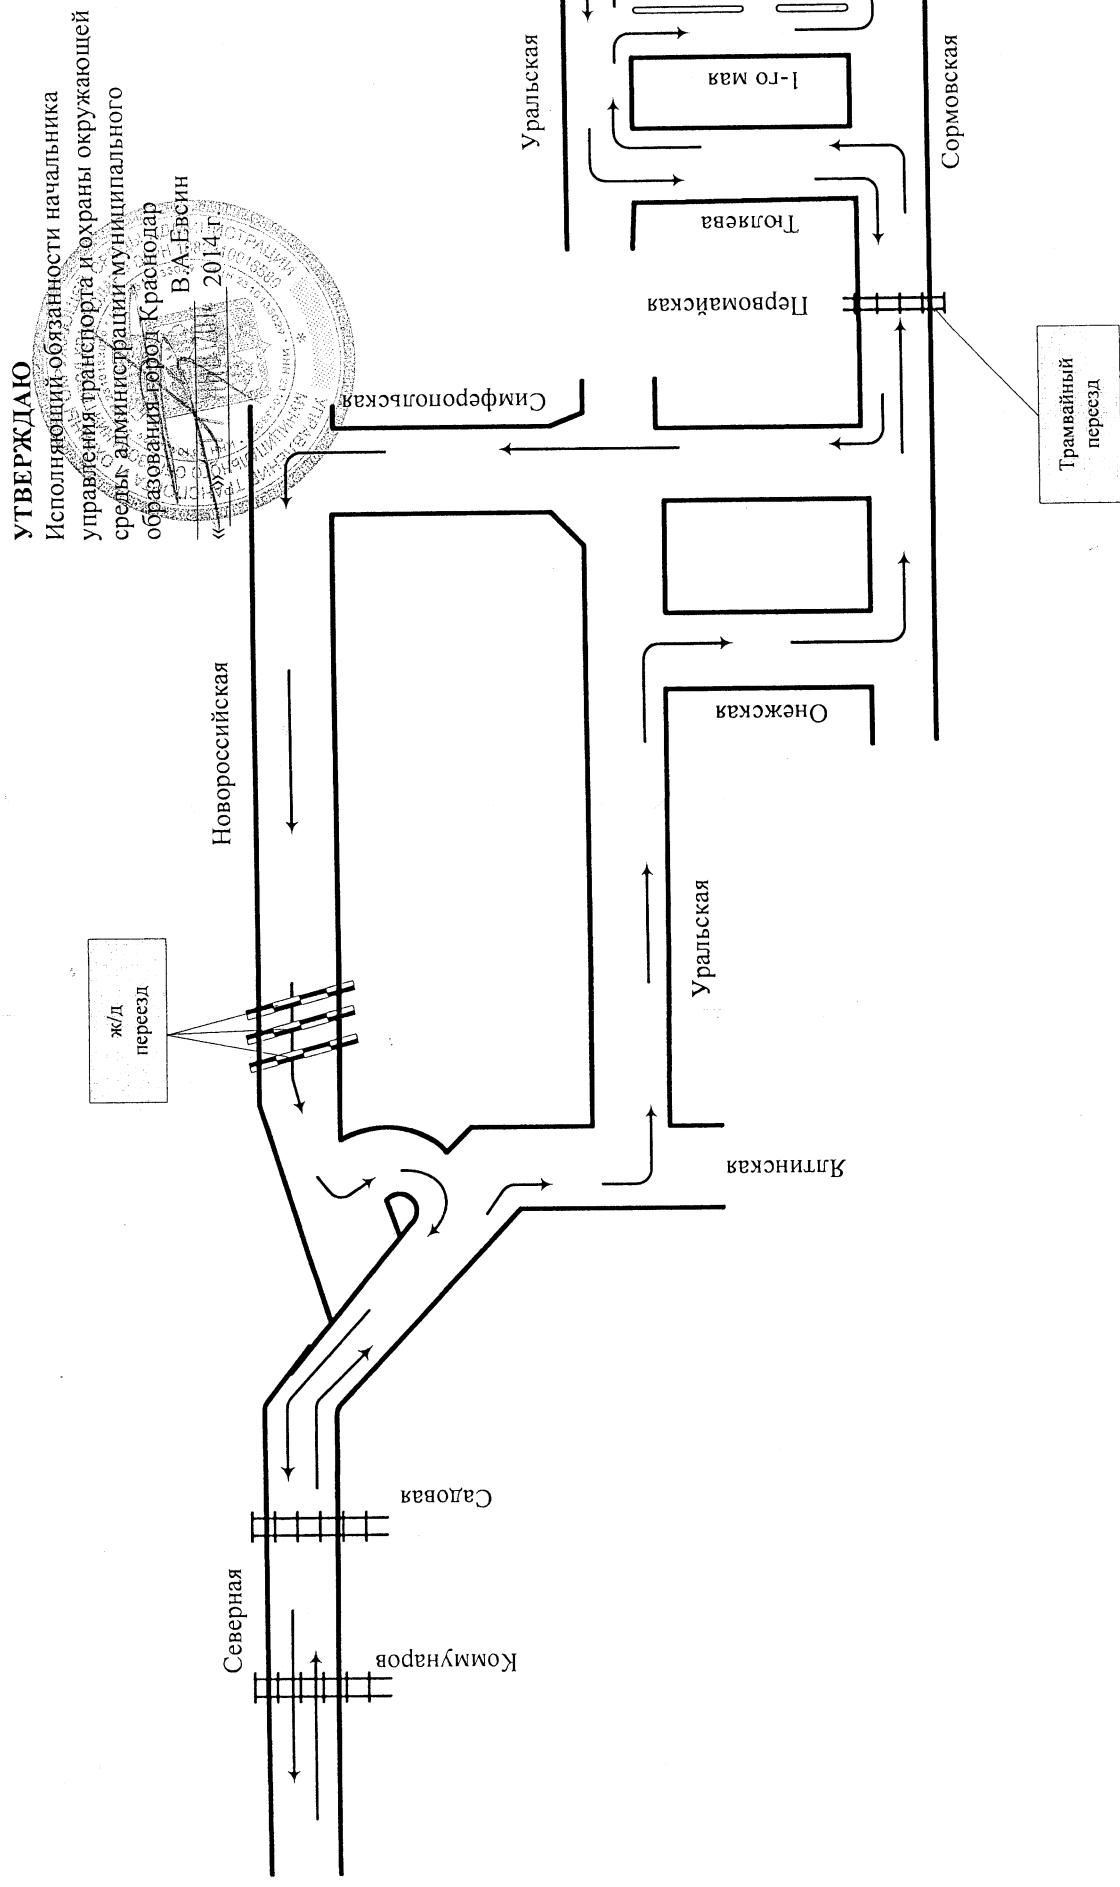 УТВЕРЖДАЮ
Исполняющий обязанности начальника
управления транспорта и охраны окружающей
среды администрации муниципального
образования город Краснодар
В.А.Евсин
«    »    2014 г.
Уральская
1-го мая
Сормовская
Тюляева
Первомайская
Трамвайный
переезд
Симферопольская
Новороссийская
Онежская
ж/д
переезд
Уральская
Ялтинская
Садовая
Северная
Коммунаров